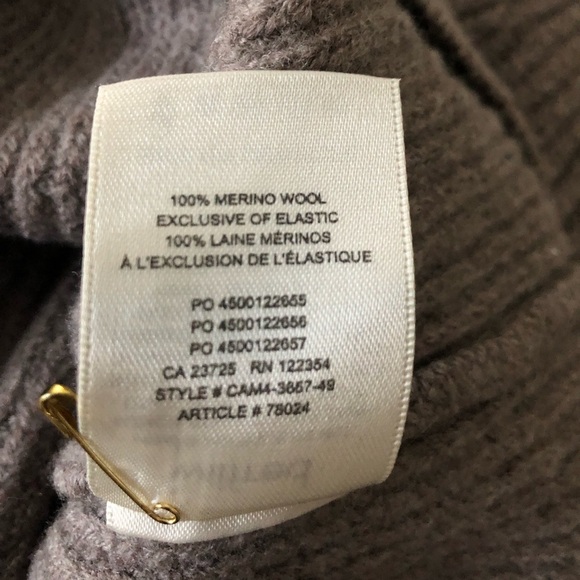 100% MERINO WOOL
EXCLUSIVE OF ELASTIC
100% LAINE MÉRINOS
À L'EXCLUSION DE L'ÉLASTIQUE
PO 4500122655
PO 4500122656
PO 4500122657
CA 23725 RN 122354
STYLE # CAM4-3657-49
ARTICLE # 78024